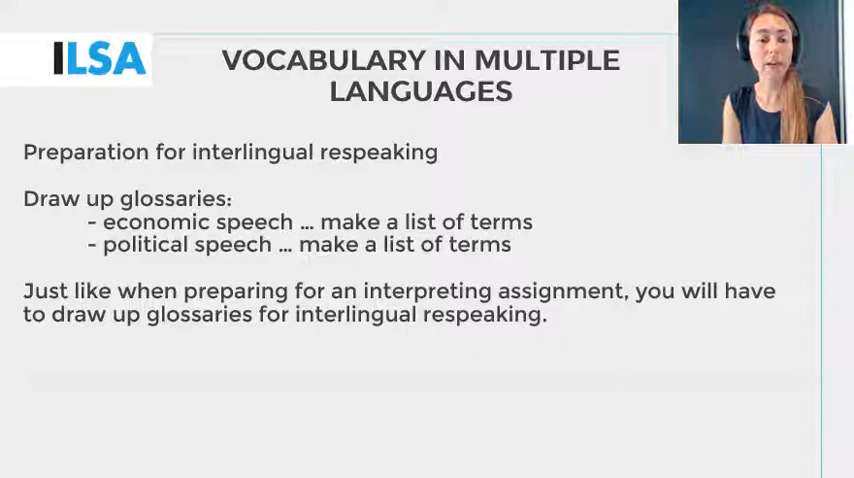 ILSA
VOCABULARY IN MULTIPLE
LANGUAGES
Preparation for interlingual respeaking
Draw up glossaries:
- economic speech ... make a list of terms
- political speech ... make a list of terms
Just like when preparing for an interpreting assignment, you will have
to draw up glossaries for interlingual respeaking.